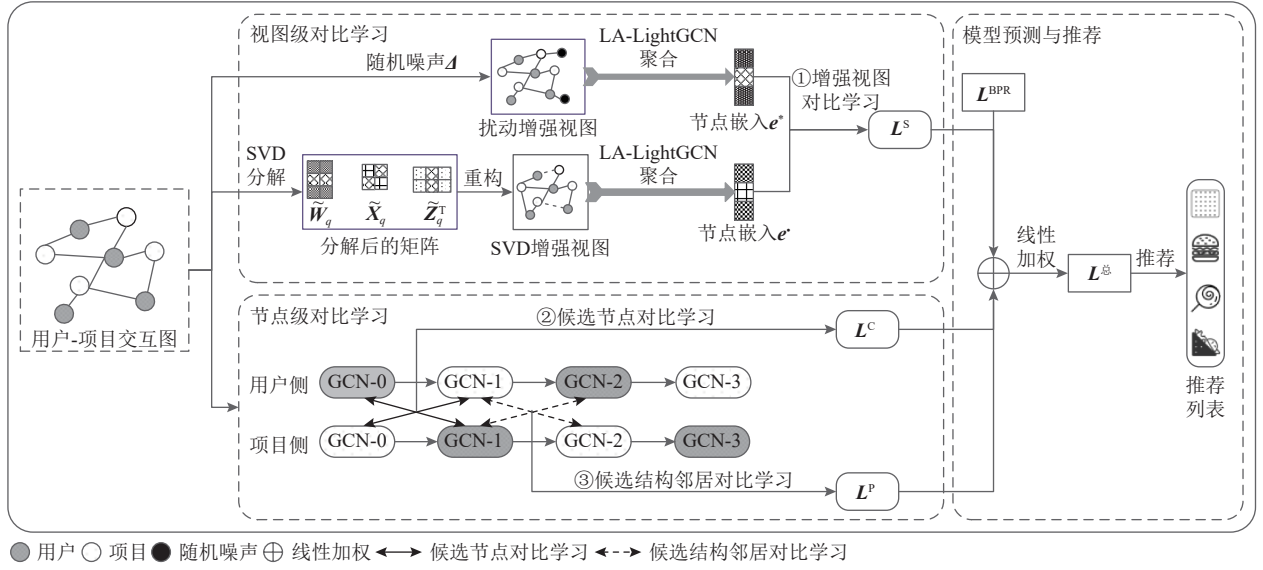 视图级对比学习
模型预测与推荐
随机噪声Δ
LA-LightGCN
聚合
①增强视图
对比学习
扰动增强视图
节点嵌入e*
L^BPR
L^S
SVD
分解
重构
LA-LightGCN
聚合
W̃_q
X̃_q
Z̃_q^T
分解后的矩阵
SVD增强视图
节点嵌入e•
用户-项目交互图
线性
加权
L^总
推荐
推荐
列表
节点级对比学习
②候选节点对比学习
L^C
用户侧
GCN-0
GCN-1
GCN-2
GCN-3
项目侧
GCN-0
GCN-1
GCN-2
GCN-3
③候选结构邻居对比学习
L^P
用户 项目 随机噪声 线性加权 候选节点对比学习 候选结构邻居对比学习